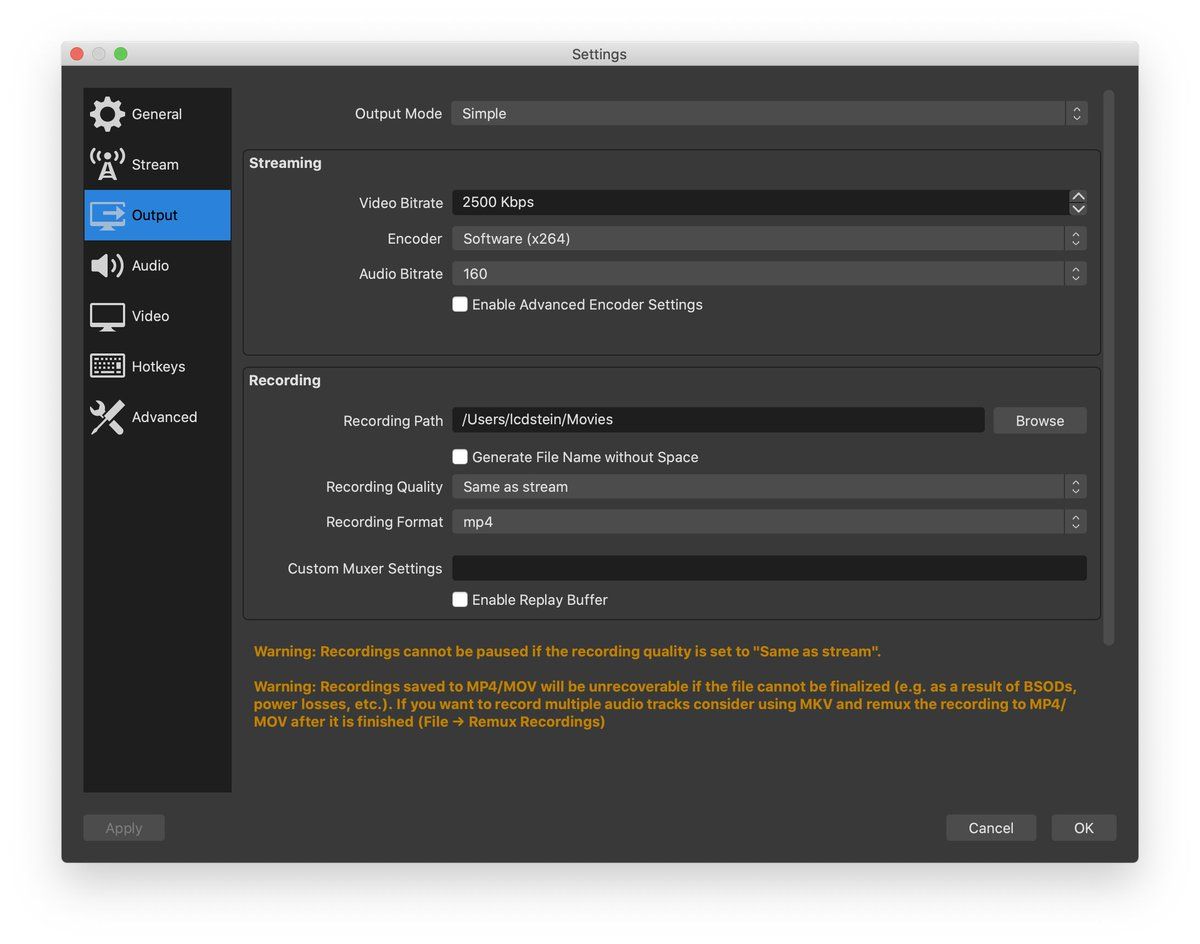 Settings
General
Stream
Output
Audio
Video
Hotkeys
Advanced
Output Mode Simple
Streaming
Video Bitrate 2500 Kbps
Encoder Software (x264)
Audio Bitrate 160
Enable Advanced Encoder Settings
Recording
Recording Path /Users/lcdstein/Movies Browse
Generate File Name without Space
Recording Quality Same as stream
Recording Format mp4
Custom Muxer Settings
Enable Replay Buffer
Warning: Recordings cannot be paused if the recording quality is set to "Same as stream".
Warning: Recordings saved to MP4/MOV will be unrecoverable if the file cannot be finalized (e.g. as a result of BSODs,
power losses, etc.). If you want to record multiple audio tracks consider using MKV and remux the recording to MP4/
MOV after it is finished (File → Remux Recordings)
Apply Cancel OK